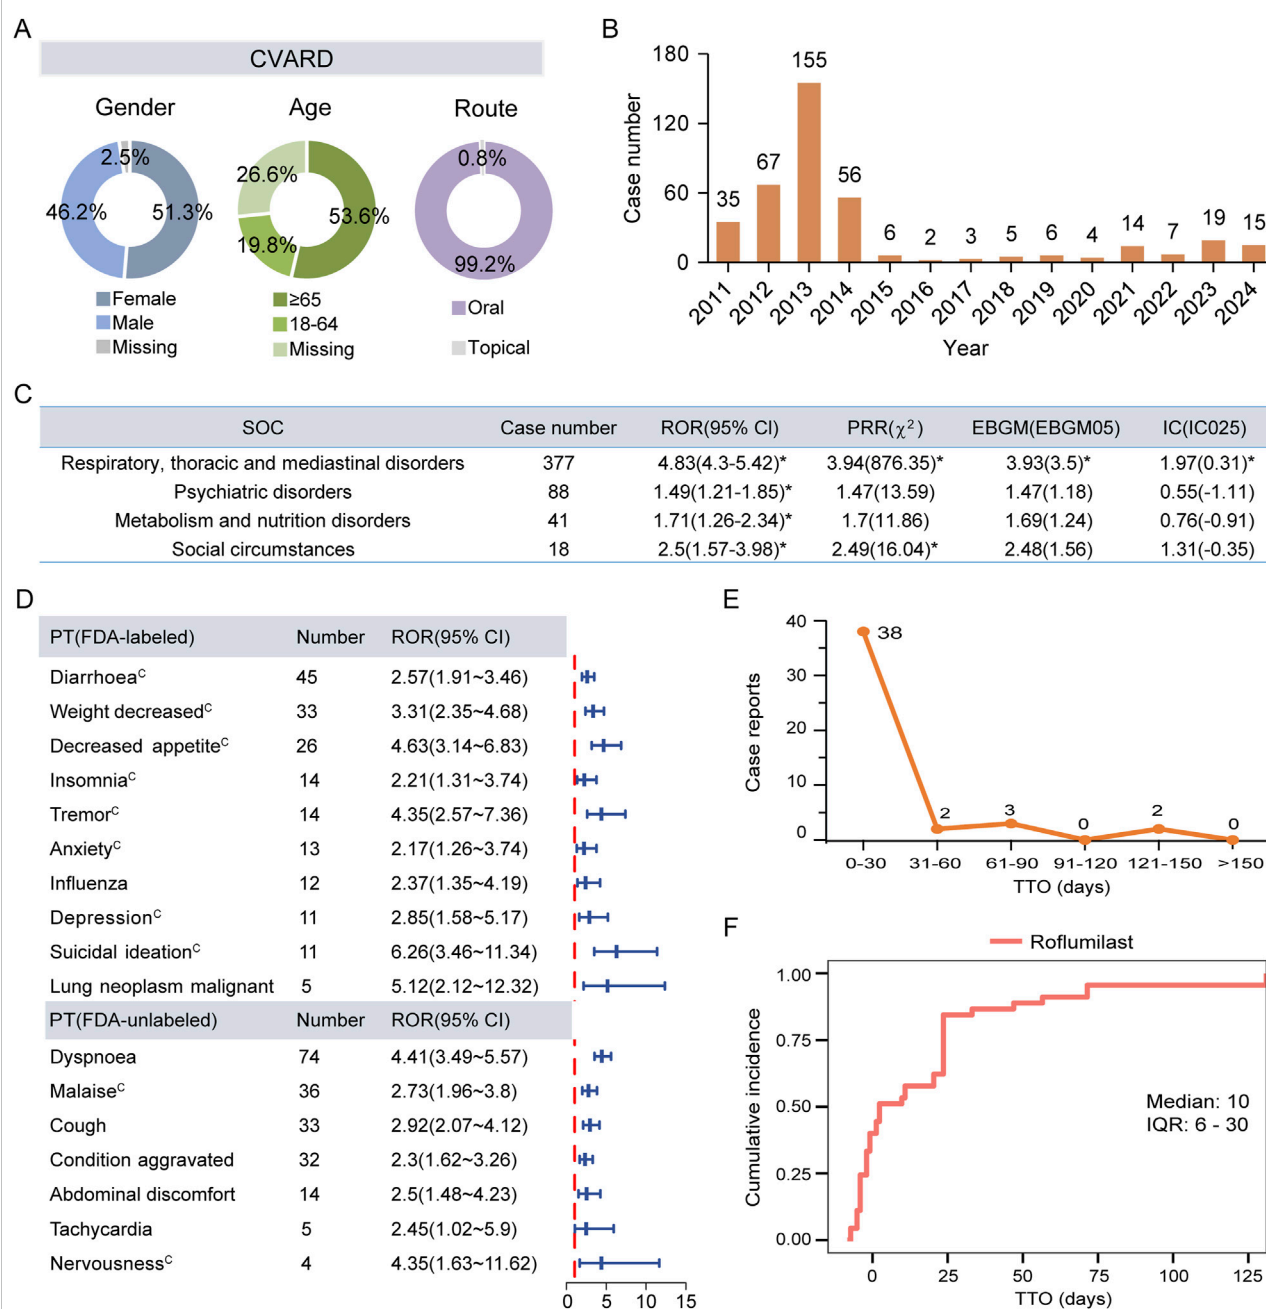 A
CVARD
Gender
Age
Route
2.5%
46.2%
51.3%
26.6%
19.8%
53.6%
0.8%
99.2%
Female
Male
Missing
≥65
18-64
Missing
Oral
Topical
B
Case number
180
120
60
0
35
67
155
56
6
2
3
5
6
4
14
7
19
15
2011
2012
2013
2014
2015
2016
2017
2018
2019
2020
2021
2022
2023
2024
Year
C
SOC Case number ROR(95% CI) PRR(χ²) EBGM(EBGM05) IC(IC025)
Respiratory, thoracic and mediastinal disorders 377 4.83(4.3-5.42)* 3.94(876.35)* 3.93(3.5)* 1.97(0.31)*
Psychiatric disorders 88 1.49(1.21-1.85)* 1.47(13.59) 1.47(1.18) 0.55(-1.11)
Metabolism and nutrition disorders 41 1.71(1.26-2.34)* 1.7(11.86) 1.69(1.24) 0.76(-0.91)
Social circumstances 18 2.5(1.57-3.98)* 2.49(16.04)* 2.48(1.56) 1.31(-0.35)
D
PT(FDA-labeled) Number ROR(95% CI)
Diarrhoeaᶜ 45 2.57(1.91~3.46)
Weight decreasedᶜ 33 3.31(2.35~4.68)
Decreased appetiteᶜ 26 4.63(3.14~6.83)
Insomniaᶜ 14 2.21(1.31~3.74)
Tremorᶜ 14 4.35(2.57~7.36)
Anxietyᶜ 13 2.17(1.26~3.74)
Influenza 12 2.37(1.35~4.19)
Depressionᶜ 11 2.85(1.58~5.17)
Suicidal ideationᶜ 11 6.26(3.46~11.34)
Lung neoplasm malignant 5 5.12(2.12~12.32)
PT(FDA-unlabeled) Number ROR(95% CI)
Dyspnoea 74 4.41(3.49~5.57)
Malaiseᶜ 36 2.73(1.96~3.8)
Cough 33 2.92(2.07~4.12)
Condition aggravated 32 2.3(1.62~3.26)
Abdominal discomfort 14 2.5(1.48~4.23)
Tachycardia 5 2.45(1.02~5.9)
Nervousnessᶜ 4 4.35(1.63~11.62)
0 5 10 15
E
Case reports
40
30
20
10
0
38
2
3
0
2
0
0-30 31-60 61-90 91-120 121-150 >150
TTO (days)
F
Roflumilast
Cumulative incidence
1.00
0.75
0.50
0.25
0.00
Median: 10
IQR: 6 - 30
0 25 50 75 100 125
TTO (days)